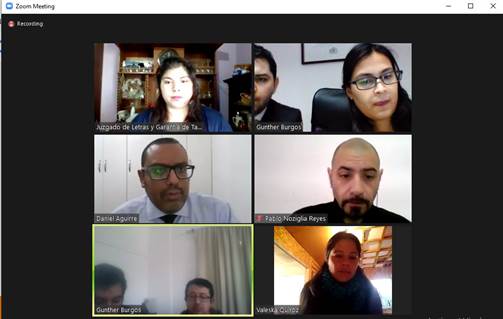 Zoom Meeting
Recording
Juzgado de Letras y Garantía de Ta...
Gunther Burgos
Daniel Aguirre
Pablo Noziglia Reyes
Gunther Burgos
Valeska Quiroz